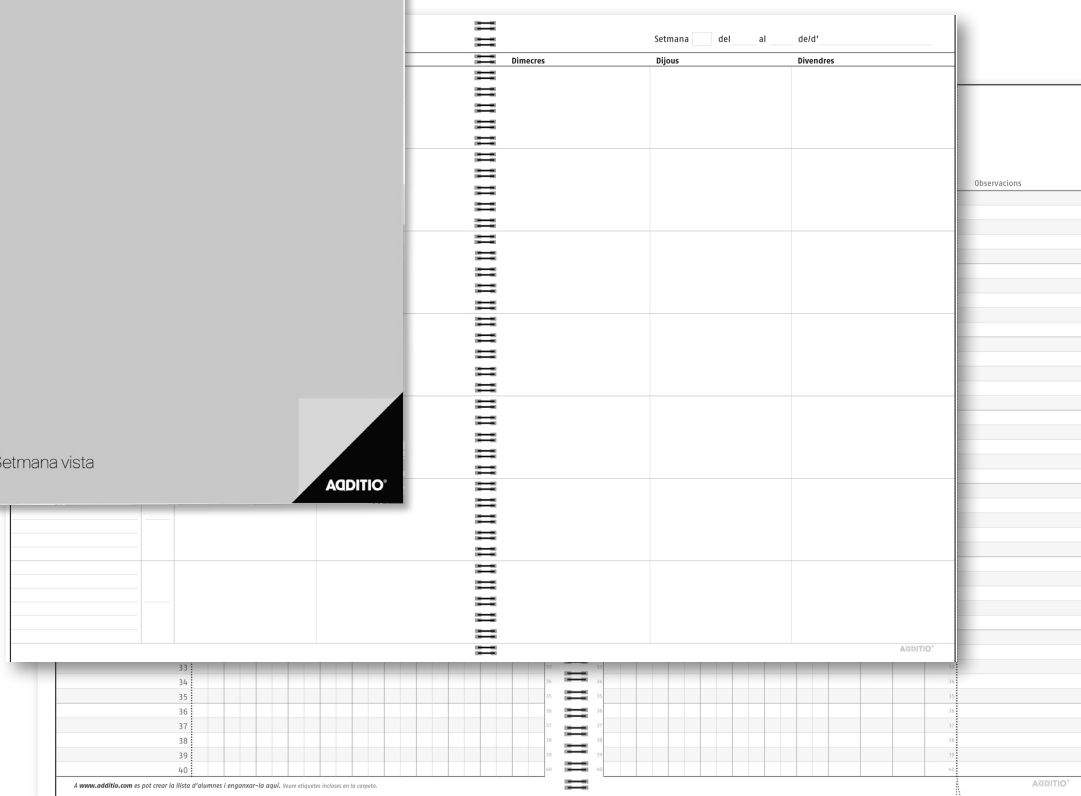 Setmana del al de/d'
Dimecres Dijous Divendres
Observacions
Setmana vista
ADDITIO®
ADDITIO®
33
34
35
36
37
38
39
40
A www.additio.com es pot crear la llista d'alumnes i enganxar-la aquí. Veure etiquetes incloses en la carpeta.
ADDITIO®